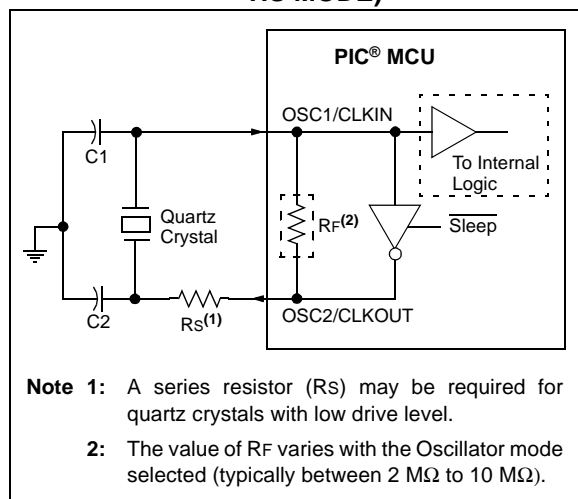 HS MODE)
PIC® MCU
OSC1/CLKIN
C1
To Internal
Logic
Quartz
Crystal
RF(2)
Sleep
C2
RS(1)
OSC2/CLKOUT
Note 1: A series resistor (RS) may be required for
quartz crystals with low drive level.
2: The value of RF varies with the Oscillator mode
selected (typically between 2 MΩ to 10 MΩ).